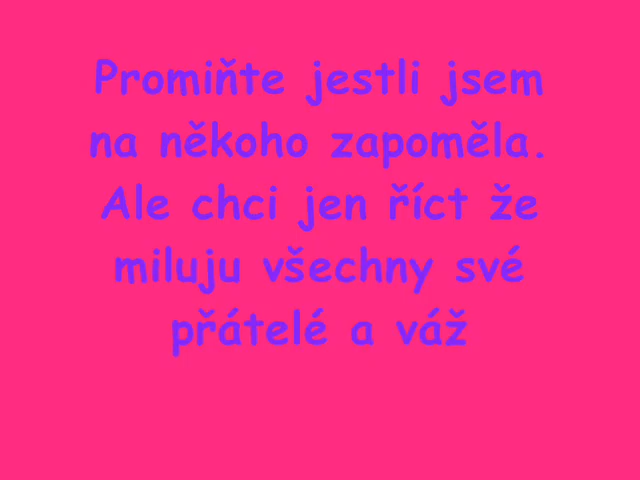 Promiňte jestli jsem
na někoho zapoměla.
Ale chci jen říct že
miluju všechny své
přátelé a váž